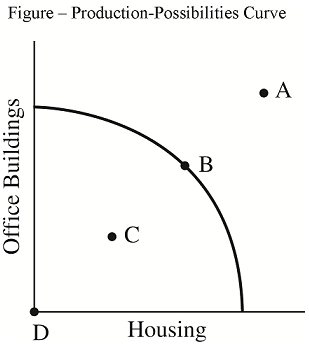 Figure – Production-Possibilities Curve
A
Office Buildings
B
C
D
Housing